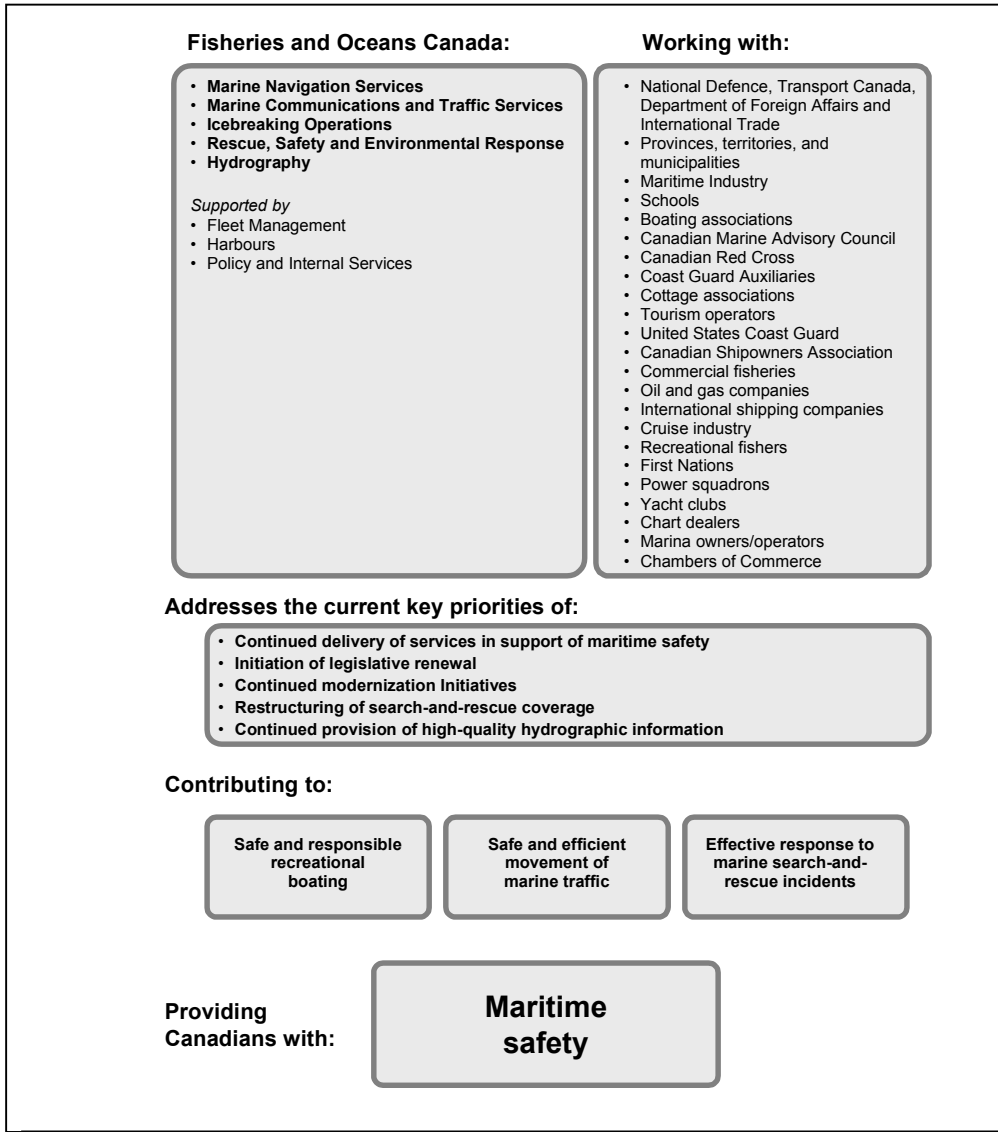 Fisheries and Oceans Canada:
• Marine Navigation Services
• Marine Communications and Traffic Services
• Icebreaking Operations
• Rescue, Safety and Environmental Response
• Hydrography
Supported by
• Fleet Management
• Harbours
• Policy and Internal Services
Working with:
• National Defence, Transport Canada,
Department of Foreign Affairs and
International Trade
• Provinces, territories, and
municipalities
• Maritime Industry
• Schools
• Boating associations
• Canadian Marine Advisory Council
• Canadian Red Cross
• Coast Guard Auxiliaries
• Cottage associations
• Tourism operators
• United States Coast Guard
• Canadian Shipowners Association
• Commercial fisheries
• Oil and gas companies
• International shipping companies
• Cruise industry
• Recreational fishers
• First Nations
• Power squadrons
• Yacht clubs
• Chart dealers
• Marina owners/operators
• Chambers of Commerce
Addresses the current key priorities of:
• Continued delivery of services in support of maritime safety
• Initiation of legislative renewal
• Continued modernization Initiatives
• Restructuring of search-and-rescue coverage
• Continued provision of high-quality hydrographic information
Contributing to:
Safe and responsible
recreational
boating
Safe and efficient
movement of
marine traffic
Effective response to
marine search-and-
rescue incidents
Providing
Canadians with:
Maritime
safety